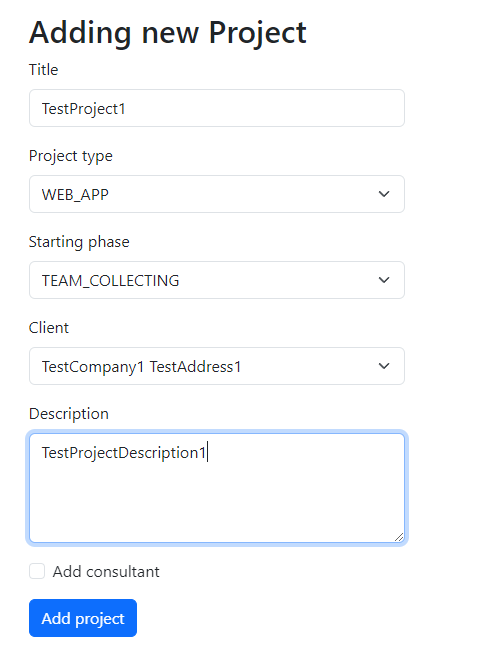 Adding new Project
Title
TestProject1
Project type
WEB_APP
Starting phase
TEAM_COLLECTING
Client
TestCompany1 TestAddress1
Description
TestProjectDescription1
Add consultant
Add project